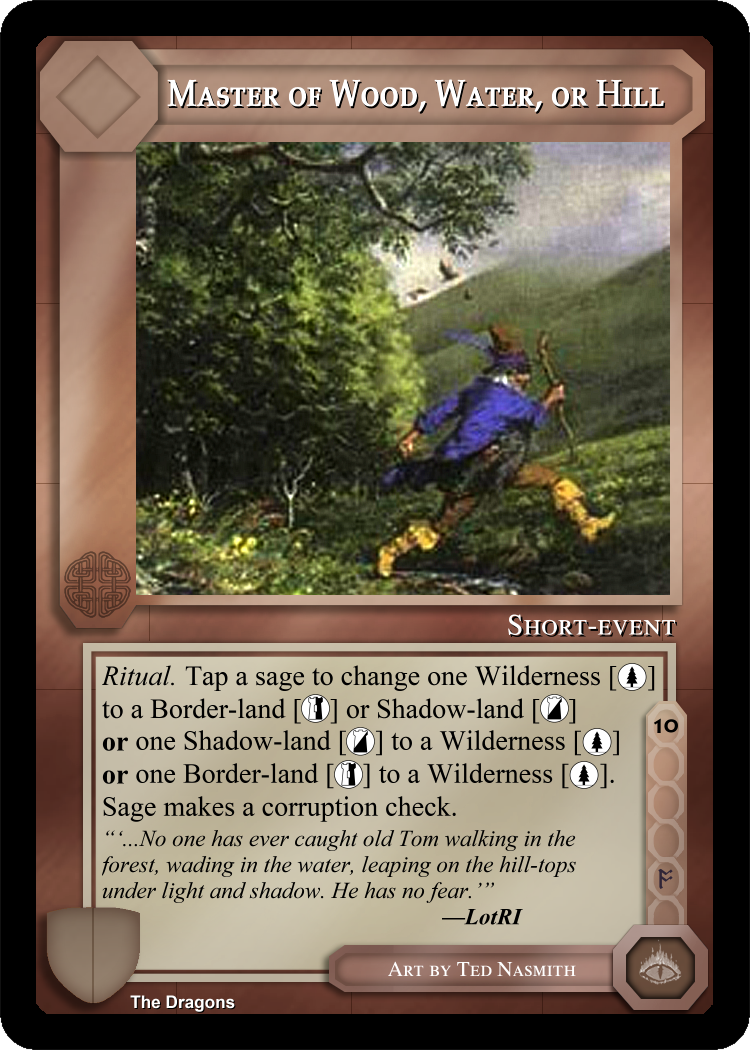 Master of Wood, Water, or Hill
Short-event
Ritual. Tap a sage to change one Wilderness []
to a Border-land [] or Shadow-land []
or one Shadow-land [] to a Wilderness []
or one Border-land [] to a Wilderness [].
Sage makes a corruption check.
10
“‘...No one has ever caught old Tom walking in the
forest, wading in the water, leaping on the hill-tops
under light and shadow. He has no fear.’”
—LotRI
ᚩ
Art by Ted Nasmith
The Dragons